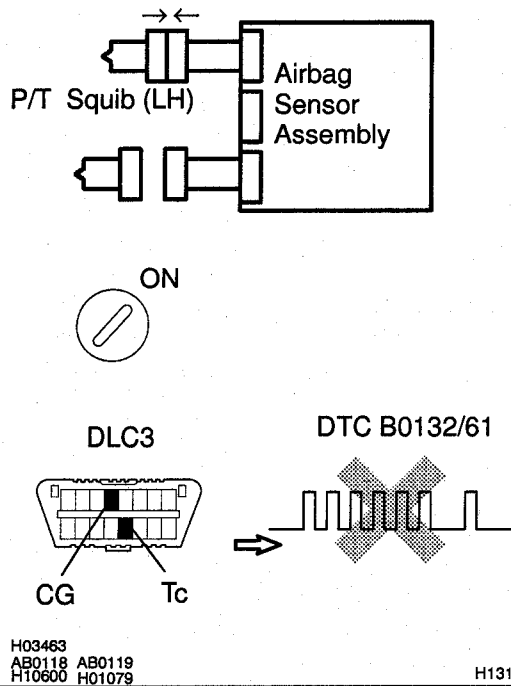 Airbag
Sensor
Assembly
P/T Squib (LH)
ON
DLC3
DTC B0132/61
CG
Tc
H03463
AB0118 AB0119
H10600 H01079
H131